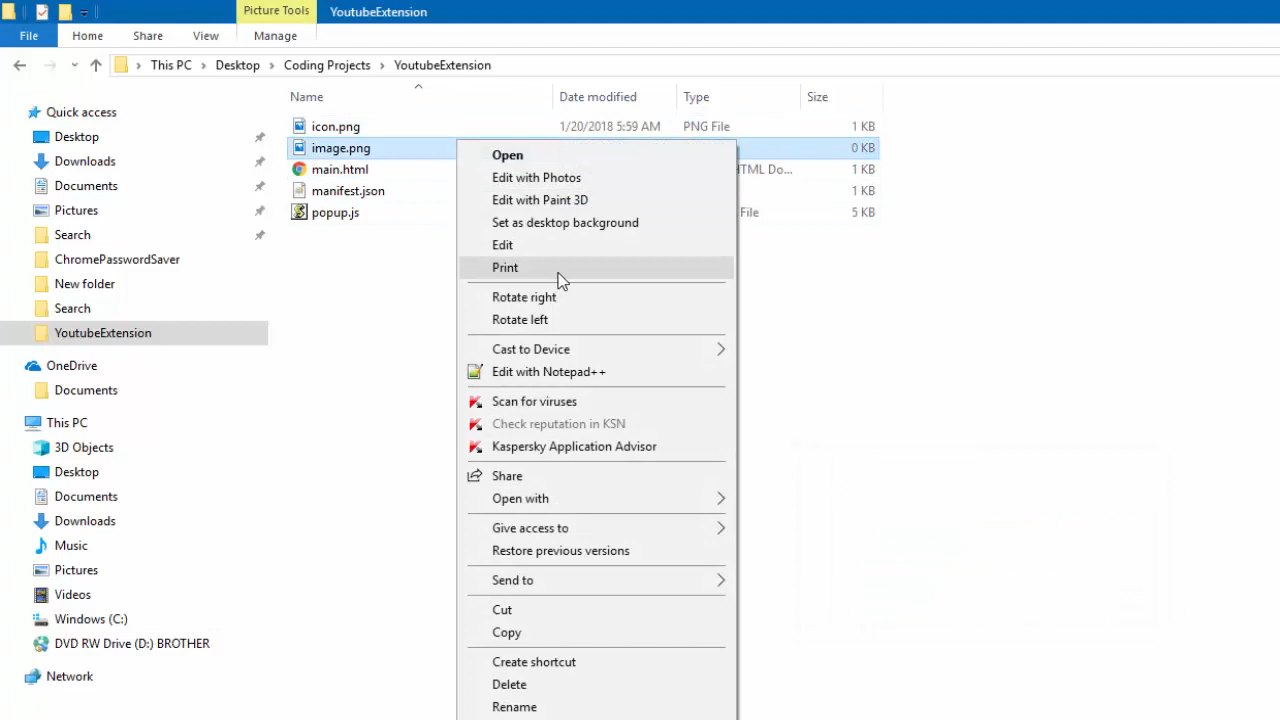 Picture Tools
YoutubeExtension
File
Home
Share
View
Manage
This PC
Desktop
Coding Projects
YoutubeExtension
Name
Date modified
Type
Size
icon.png
1/20/2018 5:59 AM
PNG File
1 KB
image.png
0 KB
main.html
HTML Do...
1 KB
manifest.json
1 KB
popup.js
File
5 KB
Quick access
Desktop
Downloads
Documents
Pictures
Search
ChromePasswordSaver
New folder
Search
YoutubeExtension
OneDrive
Documents
This PC
3D Objects
Desktop
Documents
Downloads
Music
Pictures
Videos
Windows (C:)
DVD RW Drive (D:) BROTHER
Network
Open
Edit with Photos
Edit with Paint 3D
Set as desktop background
Edit
Print
Rotate right
Rotate left
Cast to Device
Edit with Notepad++
Scan for viruses
Check reputation in KSN
Kaspersky Application Advisor
Share
Open with
Give access to
Restore previous versions
Send to
Cut
Copy
Create shortcut
Delete
Rename